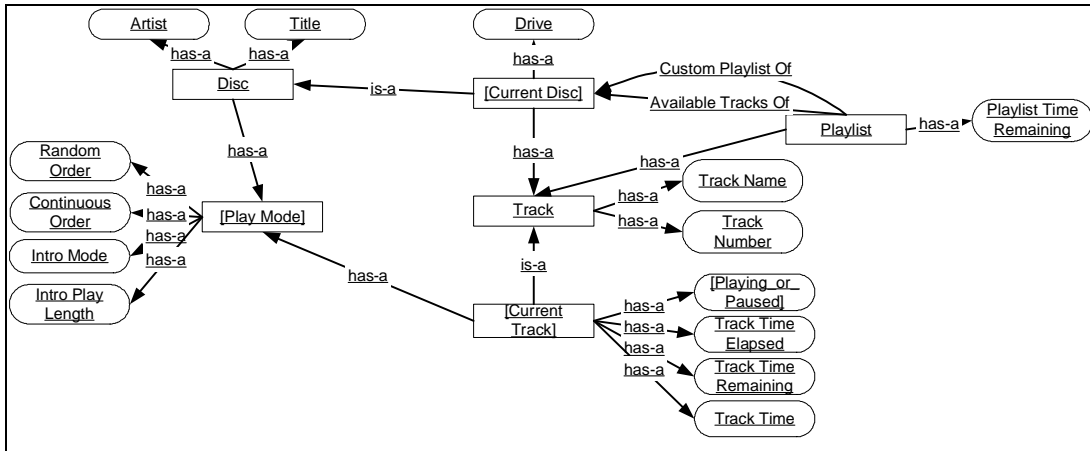 Artist
Title
Drive
has-a
has-a
has-a
Disc
is-a
[Current Disc]
Custom Playlist Of
Available Tracks Of
Playlist
has-a
Playlist Time
Remaining
has-a
has-a
has-a
Random
Order
has-a
Continuous
Order
has-a
has-a
Intro Mode
has-a
Intro Play
Length
[Play Mode]
Track
has-a
Track Name
has-a
Track
Number
is-a
has-a
[Current
Track]
has-a
[Playing_or_
Paused]
has-a
Track Time
Elapsed
has-a
Track Time
Remaining
has-a
Track Time